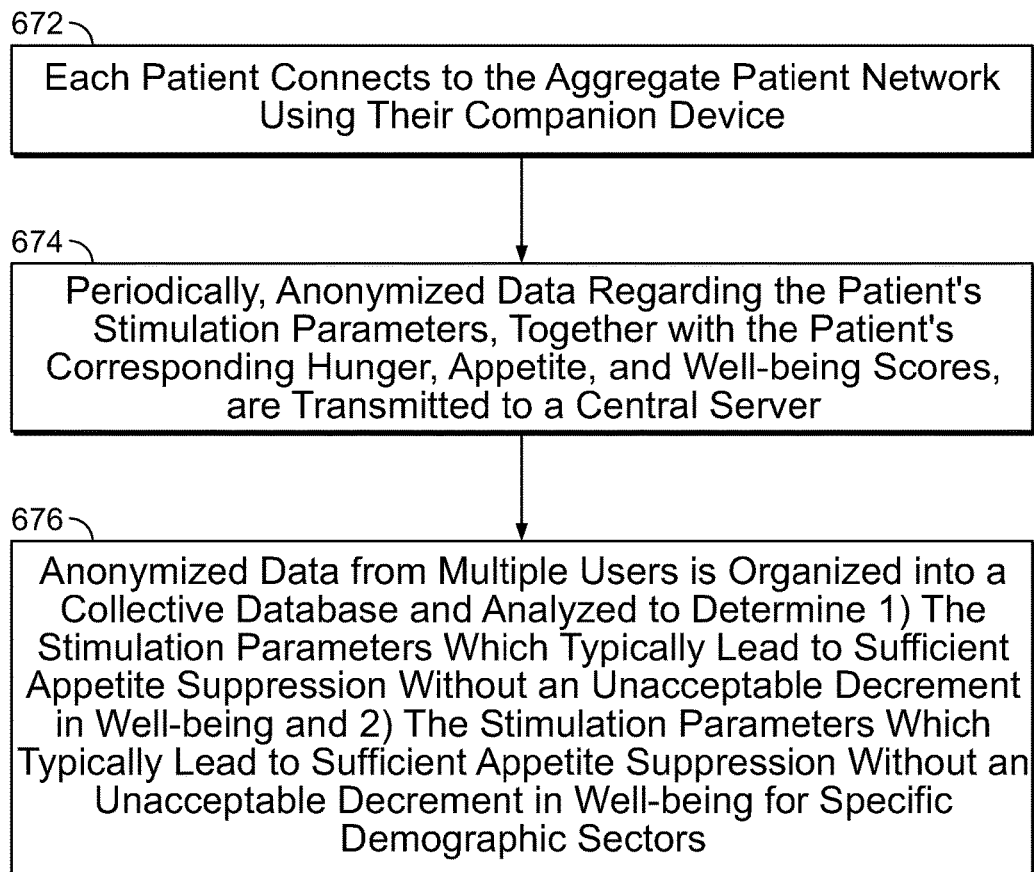 672
Each Patient Connects to the Aggregate Patient Network
Using Their Companion Device
674
Periodically, Anonymized Data Regarding the Patient's
Stimulation Parameters, Together with the Patient's
Corresponding Hunger, Appetite, and Well-being Scores,
are Transmitted to a Central Server
676
Anonymized Data from Multiple Users is Organized into a
Collective Database and Analyzed to Determine 1) The
Stimulation Parameters Which Typically Lead to Sufficient
Appetite Suppression Without an Unacceptable Decrement
in Well-being and 2) The Stimulation Parameters Which
Typically Lead to Sufficient Appetite Suppression Without an
Unacceptable Decrement in Well-being for Specific
Demographic Sectors